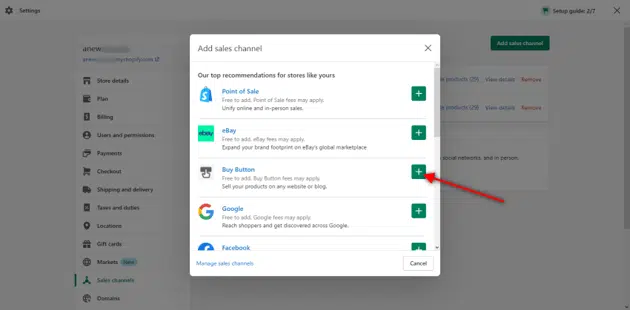 Settings
Setup guide: 2/7
anew
Add sales channel
Store details
Plan
Billing
Users and permissions
Payments
Checkout
Shipping and delivery
Taxes and duties
Locations
Gift cards
Markets New
Sales channels
Domains
Add sales channel
Our top recommendations for stores like yours
Point of Sale
Free to add. Point of Sale fees may apply.
Unify online and in-person sales.
ebay
eBay
Free to add. eBay fees may apply.
Expand your brand footprint on eBay's global marketplace
Buy Button
Free to add. Buy Button fees may apply.
Sell your products on any website or blog.
Google
Free to add. Google fees may apply.
Reach shoppers and get discovered across Google.
Facebook
Manage sales channels
Cancel
products (29) View details Remove
products (29) View details Remove
social networks, and in person.